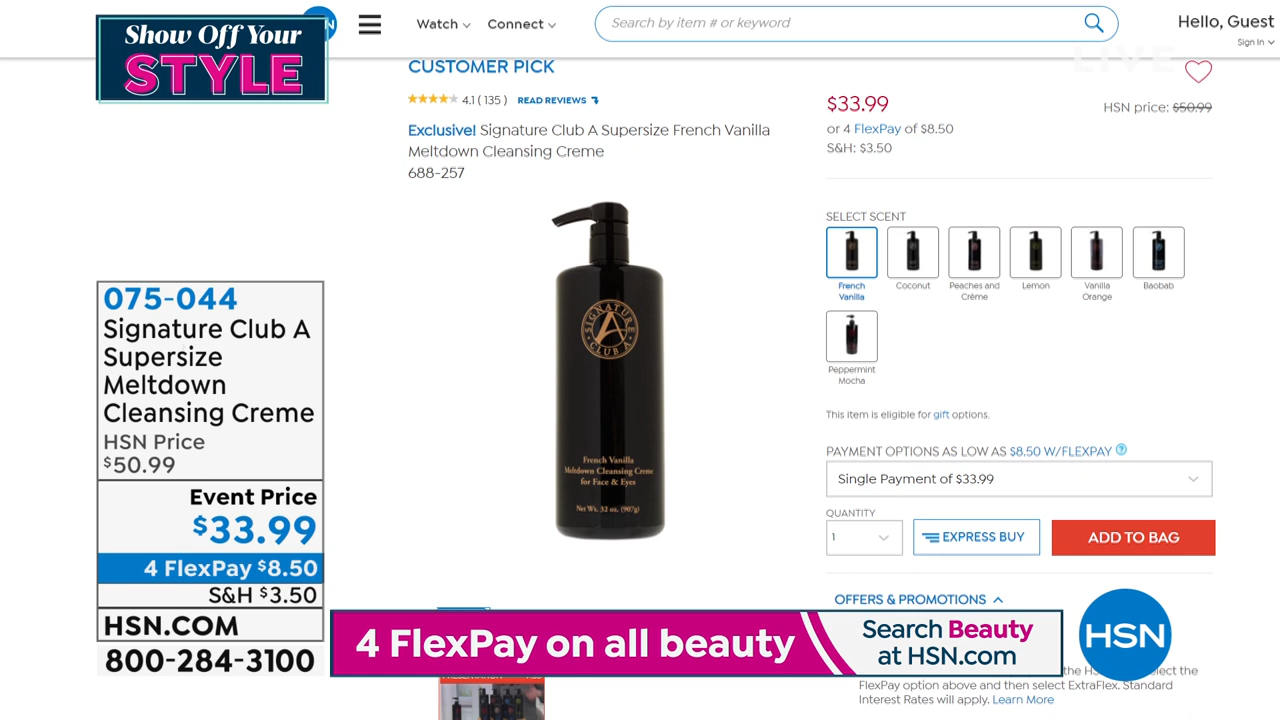 Show Off Your
STYLE
Watch
Connect
Search by item # or keyword
Hello, Guest
Sign In
LIVE
CUSTOMER PICK
4.1 ( 135 ) READ REVIEWS
Exclusive! Signature Club A Supersize French Vanilla
Meltdown Cleansing Creme
688-257
$33.99
HSN price: $50.99
or 4 FlexPay of $8.50
S&H: $3.50
SELECT SCENT
French
Vanilla
Coconut
Peaches and
Crème
Lemon
Vanilla
Orange
Baobab
Peppermint
Mocha
This item is eligible for gift options.
PAYMENT OPTIONS AS LOW AS $8.50 W/FLEXPAY ?
Single Payment of $33.99
QUANTITY
1
EXPRESS BUY
ADD TO BAG
OFFERS & PROMOTIONS
SIGNATURE
CLUB A
French Vanilla
Meltdown Cleansing Creme
for Face & Eyes
Net Wt. 32 oz. (907g)
075-044
Signature Club A
Supersize
Meltdown
Cleansing Creme
HSN Price
$50.99
Event Price
$33.99
4 FlexPay $8.50
S&H $3.50
HSN.COM
800-284-3100
4 FlexPay on all beauty
Search Beauty
at HSN.com
HSN
FlexPay option above and then select ExtraFlex. Standard
Interest Rates will apply. Learn More